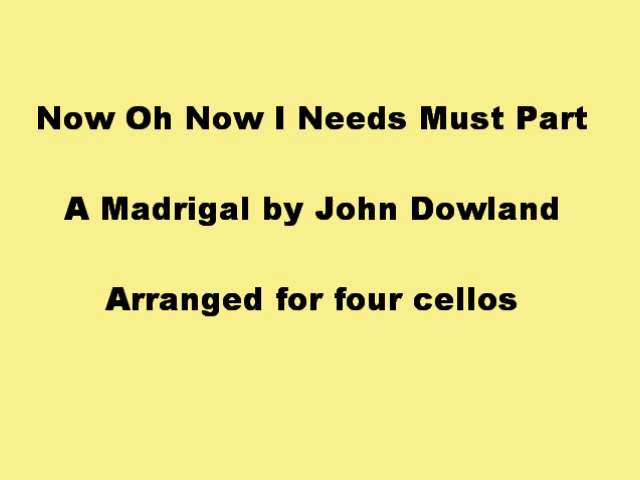 Now Oh Now I Needs Must Part
A Madrigal by John Dowland
Arranged for four cellos